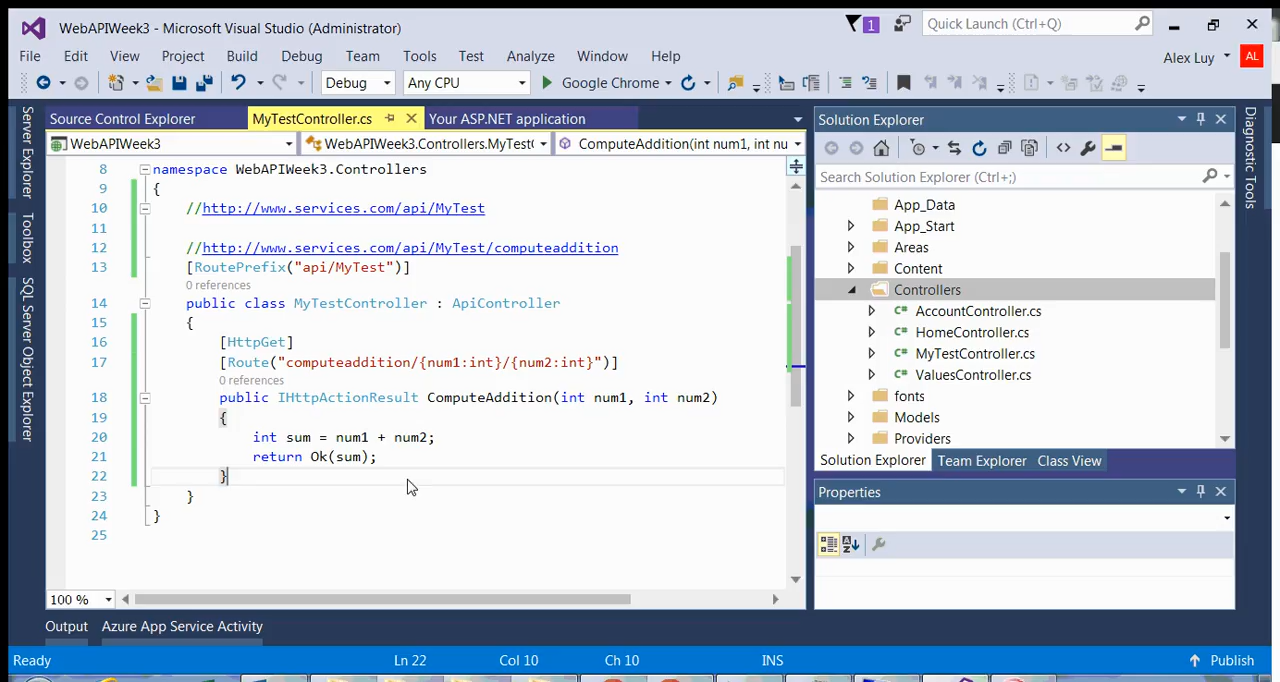 WebAPIWeek3 - Microsoft Visual Studio (Administrator)
1
Quick Launch (Ctrl+Q)
File Edit View Project Build Debug Team Tools Test Analyze Window Help
Alex Luy
AL
Debug
Any CPU
Google Chrome
Source Control Explorer
MyTestController.cs
Your ASP.NET application
WebAPIWeek3
WebAPIWeek3.Controllers.MyTestC
ComputeAddition(int num1, int nu
8 namespace WebAPIWeek3.Controllers
9 {
10 //http://www.services.com/api/MyTest
11
12 //http://www.services.com/api/MyTest/computeaddition
13 [RoutePrefix("api/MyTest")]
0 references
14 public class MyTestController : ApiController
15 {
16 [HttpGet]
17 [Route("computeaddition/{num1:int}/{num2:int}")]
0 references
18 public IHttpActionResult ComputeAddition(int num1, int num2)
19 {
20 int sum = num1 + num2;
21 return Ok(sum);
22 }
23 }
24 }
25
100 %
Server Explorer
Toolbox
SQL Server Object Explorer
Solution Explorer
Search Solution Explorer (Ctrl+;)
App_Data
App_Start
Areas
Content
Controllers
AccountController.cs
HomeController.cs
MyTestController.cs
ValuesController.cs
fonts
Models
Providers
Solution Explorer Team Explorer Class View
Properties
Diagnostic Tools
Output Azure App Service Activity
Ready Ln 22 Col 10 Ch 10 INS Publish